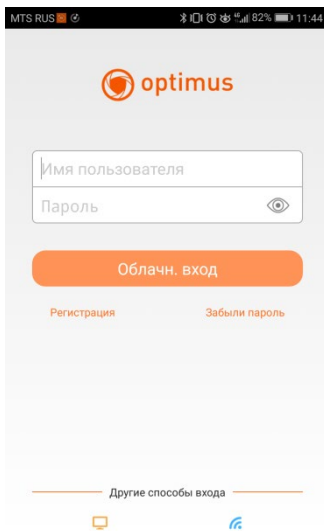 MTS RUS 82% 11:44
optimus
Имя пользователя
Пароль
Облачн. вход
Регистрация Забыли пароль
Другие способы входа